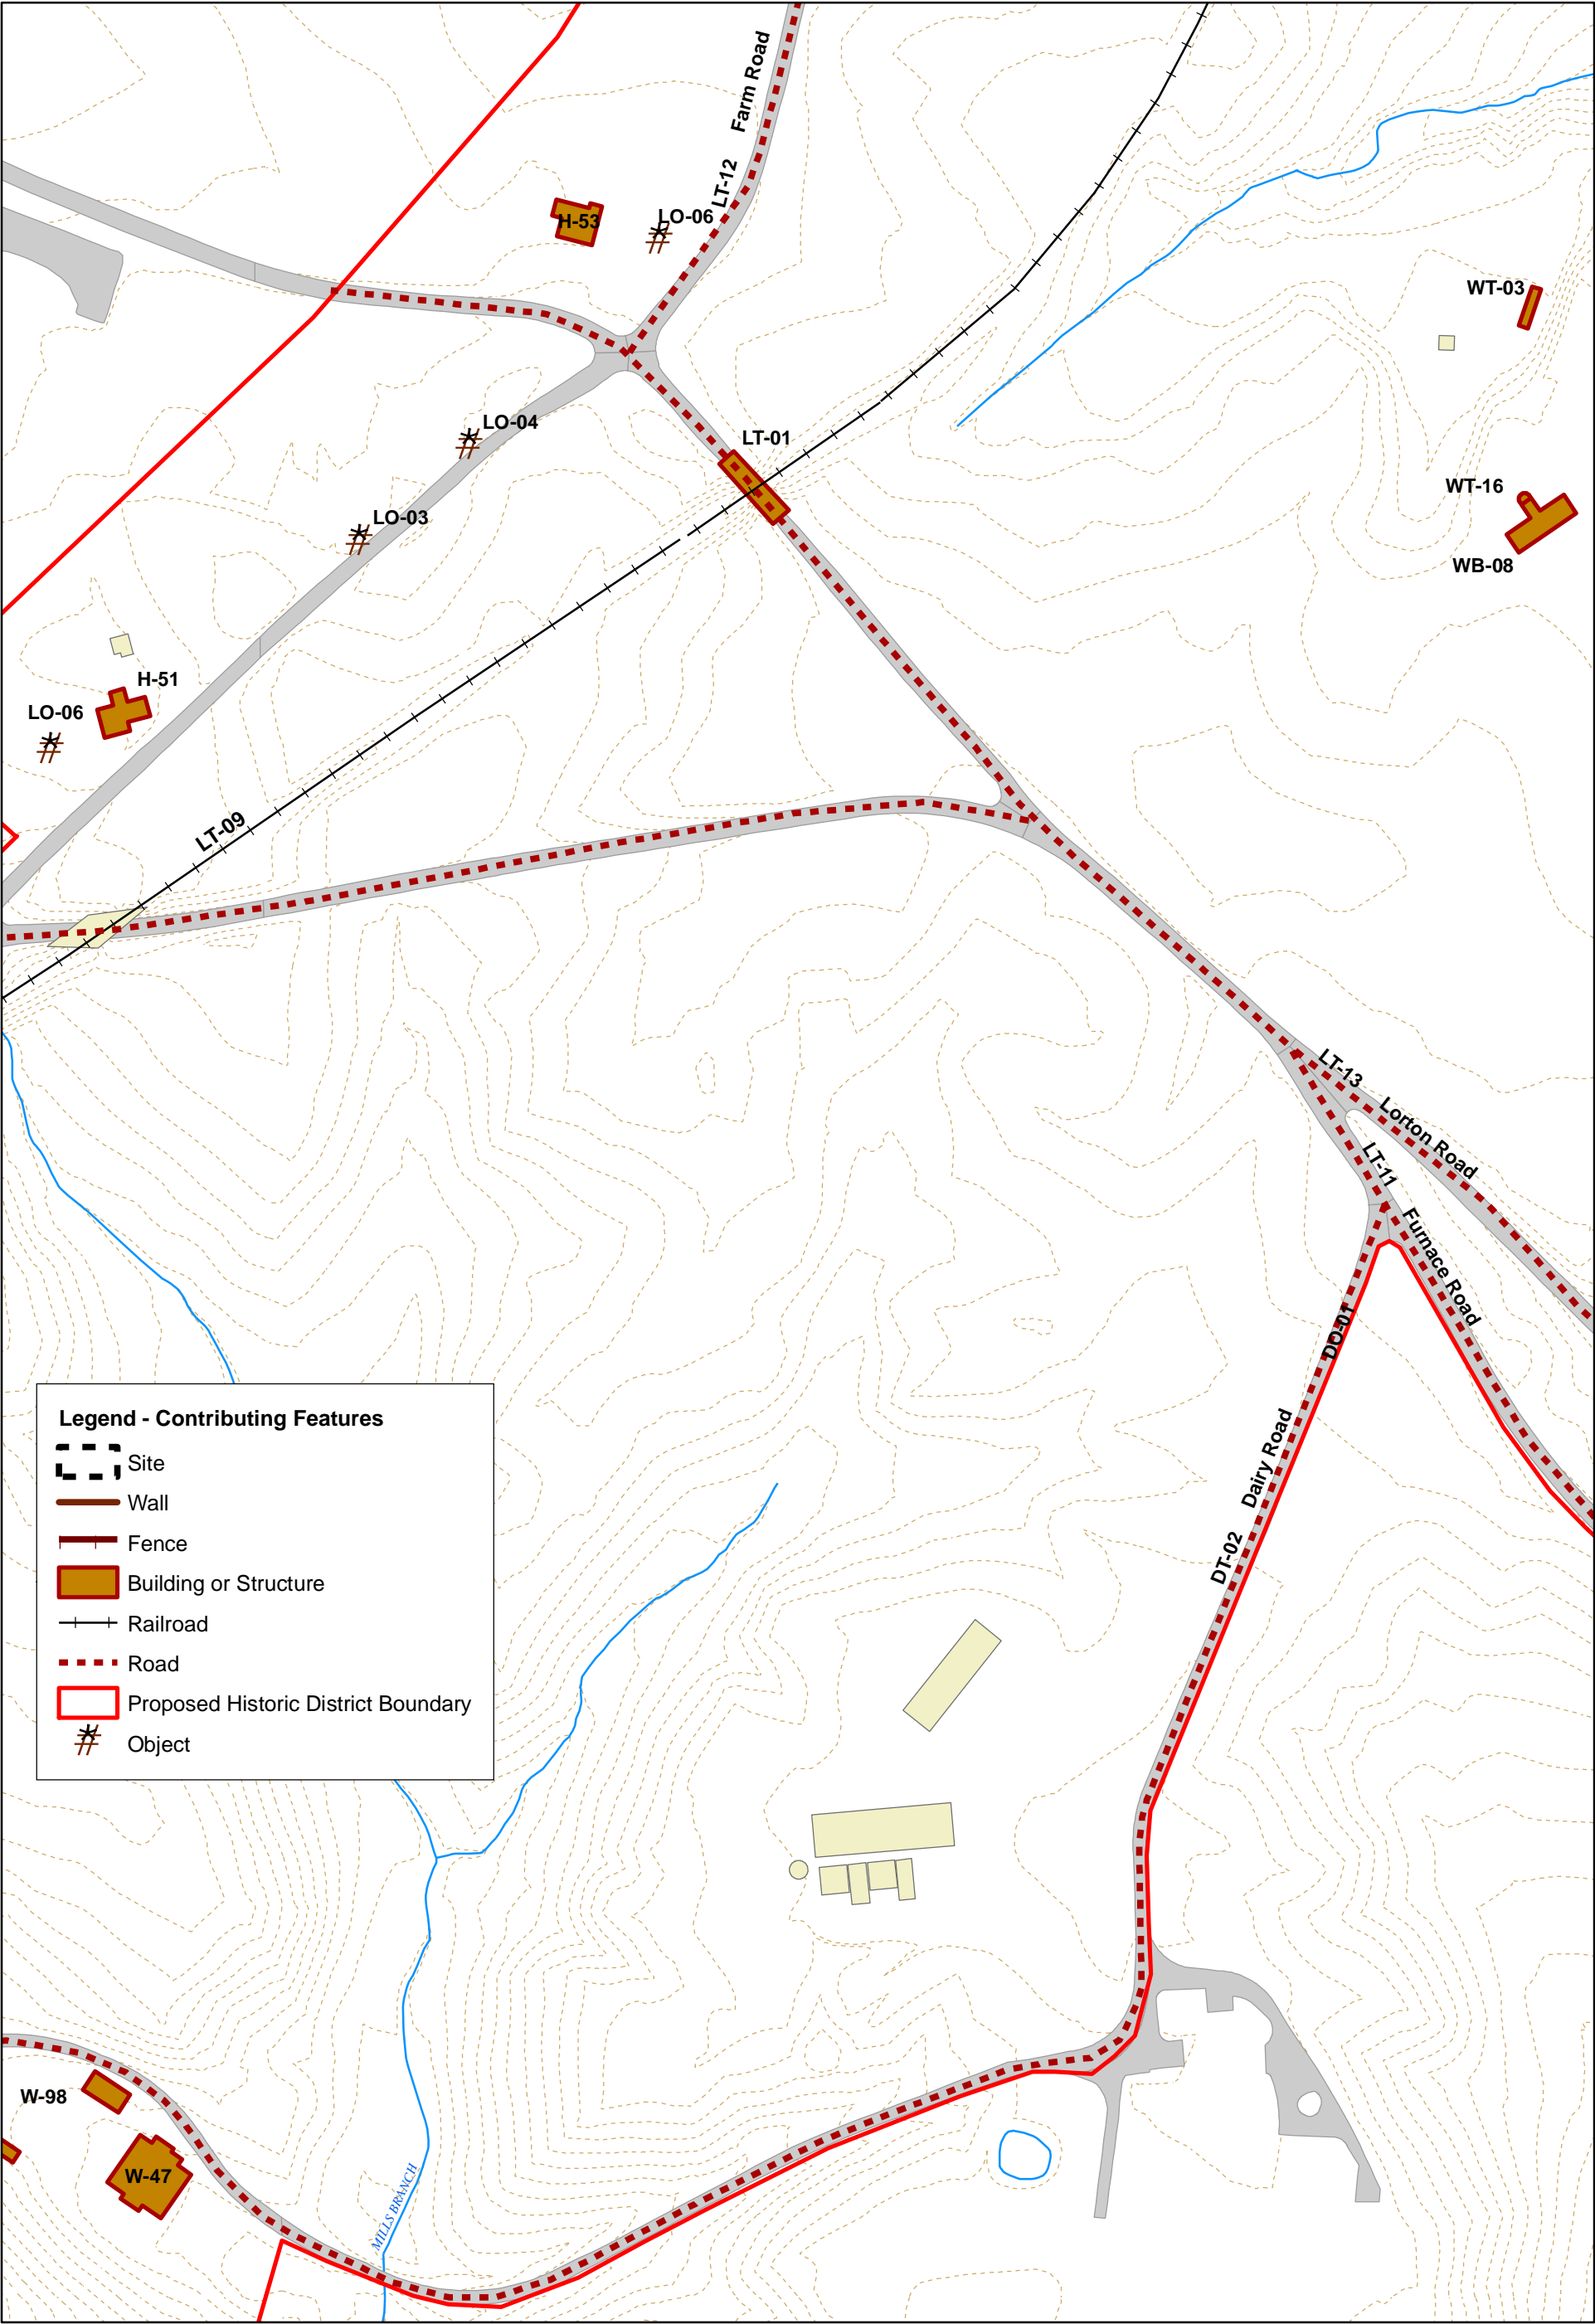 Farm Road
LT-12
H-53
LO-06
WT-03
LO-04
LT-01
WT-16
LO-03
WB-08
H-51
LO-06
LT-09
LT-13
Lorton Road
LT-11
Furnace Road
DO-01
Dairy Road
DT-02
Legend - Contributing Features
Site
Wall
Fence
Building or Structure
Railroad
Road
Proposed Historic District Boundary
Object
W-98
W-47
MILLS BRANCH